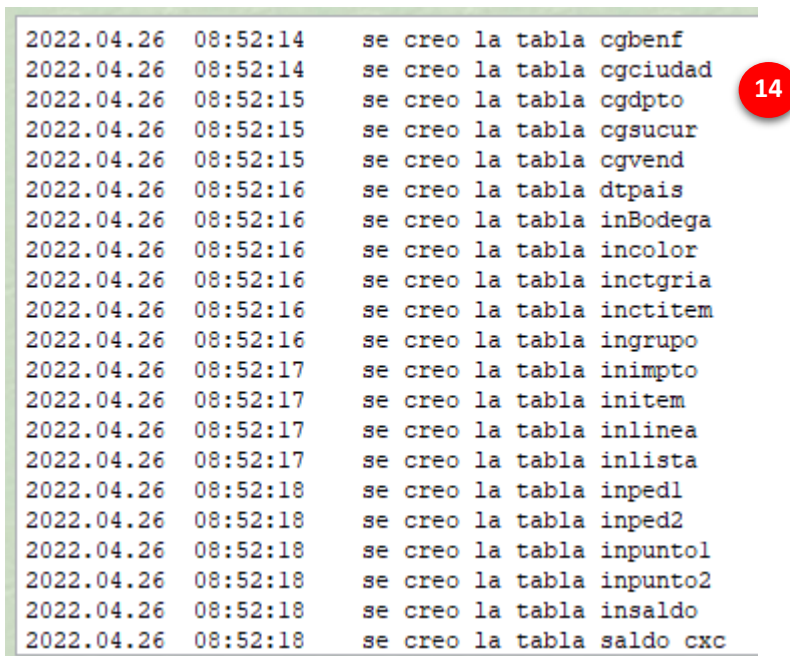 2022.04.26  08:52:14    se creo la tabla cgbenf
2022.04.26  08:52:14    se creo la tabla cgciudad
14
2022.04.26  08:52:15    se creo la tabla cgdpto
2022.04.26  08:52:15    se creo la tabla cgsucur
2022.04.26  08:52:15    se creo la tabla cgvend
2022.04.26  08:52:16    se creo la tabla dtpais
2022.04.26  08:52:16    se creo la tabla inBodega
2022.04.26  08:52:16    se creo la tabla incolor
2022.04.26  08:52:16    se creo la tabla inctgria
2022.04.26  08:52:16    se creo la tabla inctitem
2022.04.26  08:52:16    se creo la tabla ingrupo
2022.04.26  08:52:17    se creo la tabla inimpto
2022.04.26  08:52:17    se creo la tabla initem
2022.04.26  08:52:17    se creo la tabla inlinea
2022.04.26  08:52:17    se creo la tabla inlista
2022.04.26  08:52:18    se creo la tabla inped1
2022.04.26  08:52:18    se creo la tabla inped2
2022.04.26  08:52:18    se creo la tabla inpunto1
2022.04.26  08:52:18    se creo la tabla inpunto2
2022.04.26  08:52:18    se creo la tabla insaldo
2022.04.26  08:52:18    se creo la tabla saldo cxc